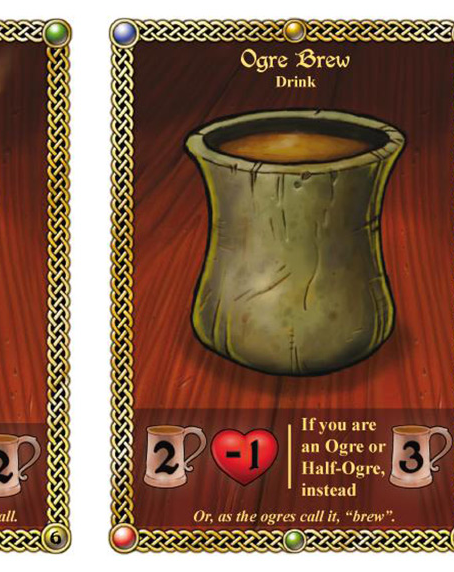 Ogre Brew
Drink
2
all.
6
2 -1
If you are
an Ogre or
Half-Ogre,
instead
3
Or, as the ogres call it, “brew”.